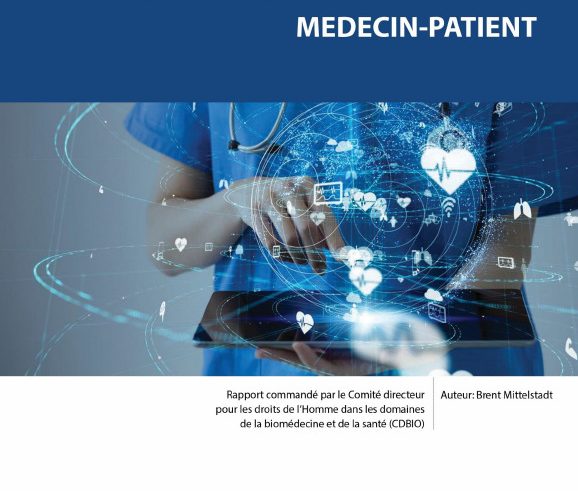 MEDECIN-PATIENT
Rapport commandé par le Comité directeur
pour les droits de l'Homme dans les domaines
de la biomédecine et de la santé (CDBIO)
Auteur: Brent Mittelstadt